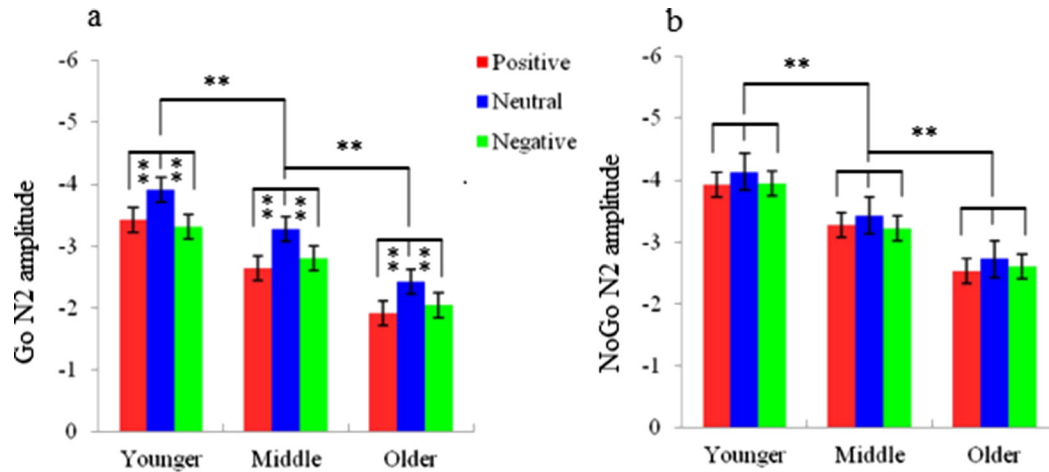 a
Go N2 amplitude
-6
-5
-4
-3
-2
-1
0
**
**
**
**
**
**
**
**
Younger
Middle
Older
Positive
Neutral
Negative
b
NoGo N2 amplitude
-6
-5
-4
-3
-2
-1
0
**
**
Younger
Middle
Older